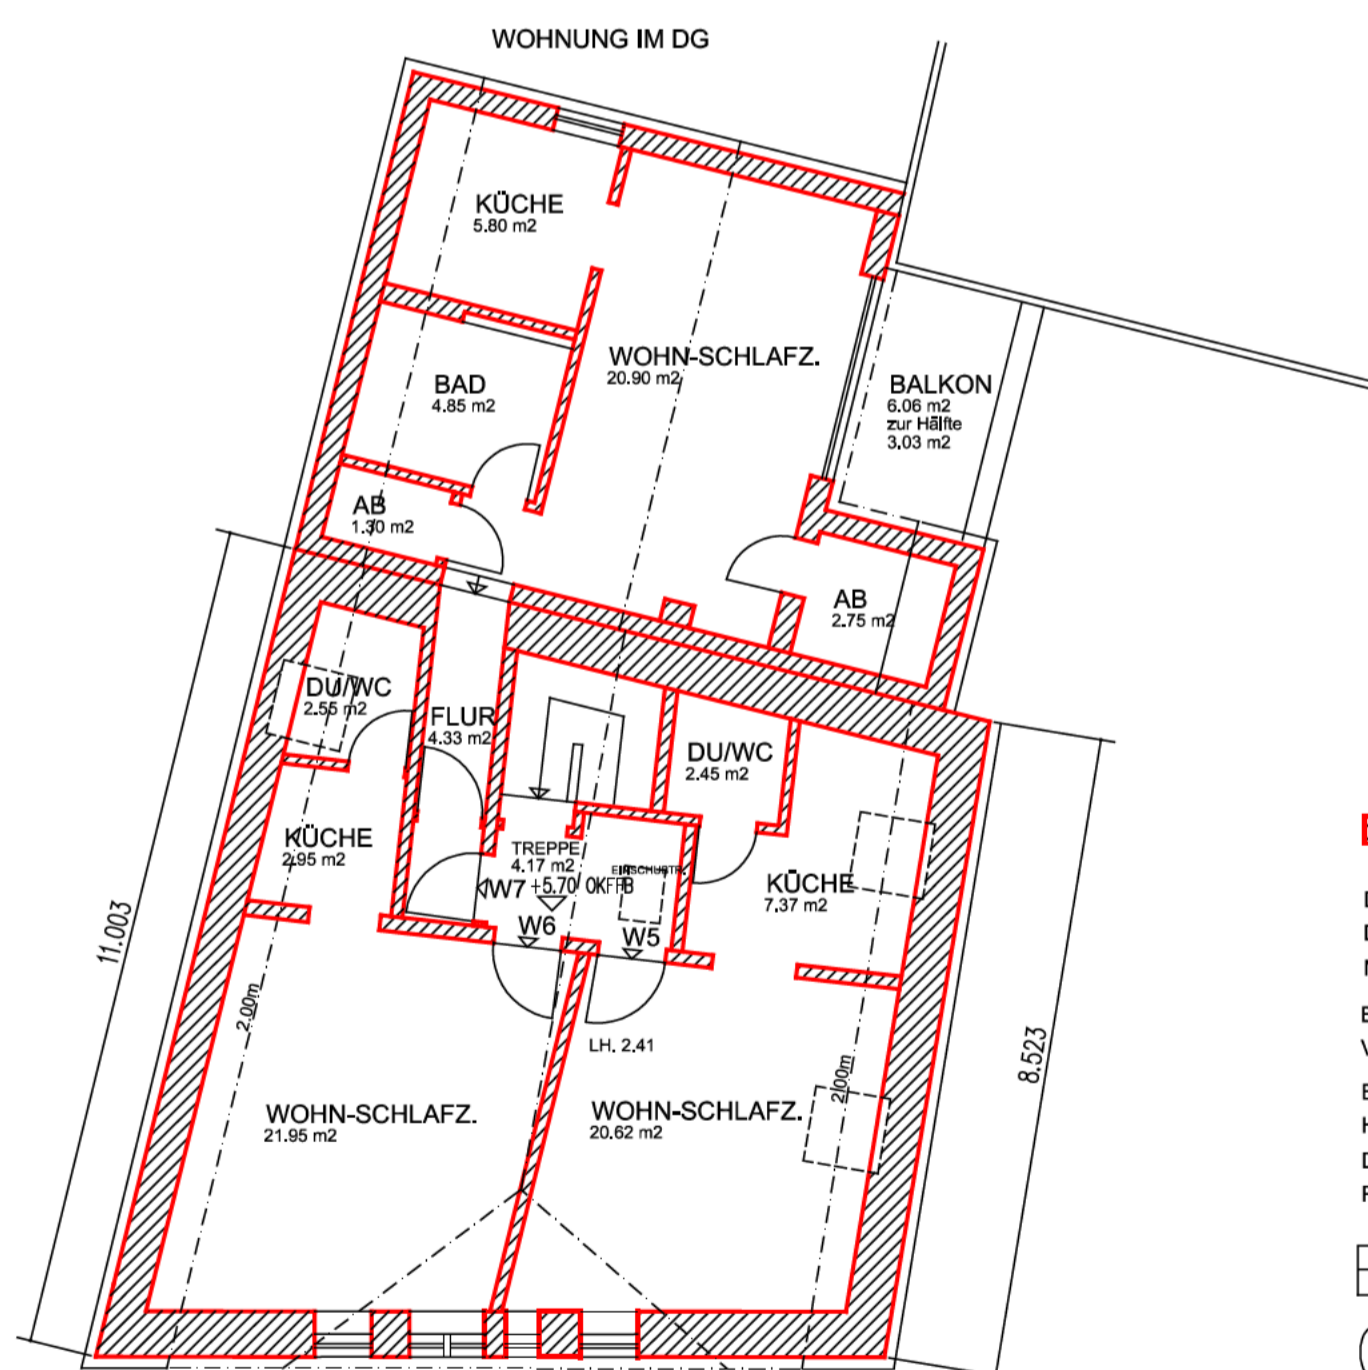 WOHNUNG IM DG
KÜCHE
5.80 m2
WOHN-SCHLAFZ.
20.90 m2
BAD
4.85 m2
BALKON
6.06 m2
zur Hälfte
3.03 m2
AB
1.30 m2
AB
2.75 m2
DU/WC
2.55 m2
FLUR
4.33 m2
DU/WC
2.45 m2
KÜCHE
2.95 m2
TREPPE
4.17 m2
W7 +5.70 OKFFB
KÜCHE
7.37 m2
W6
W5
11.003
2.00m
LH. 2.41
8.523
2.00m
WOHN-SCHLAFZ.
21.95 m2
WOHN-SCHLAFZ.
20.62 m2